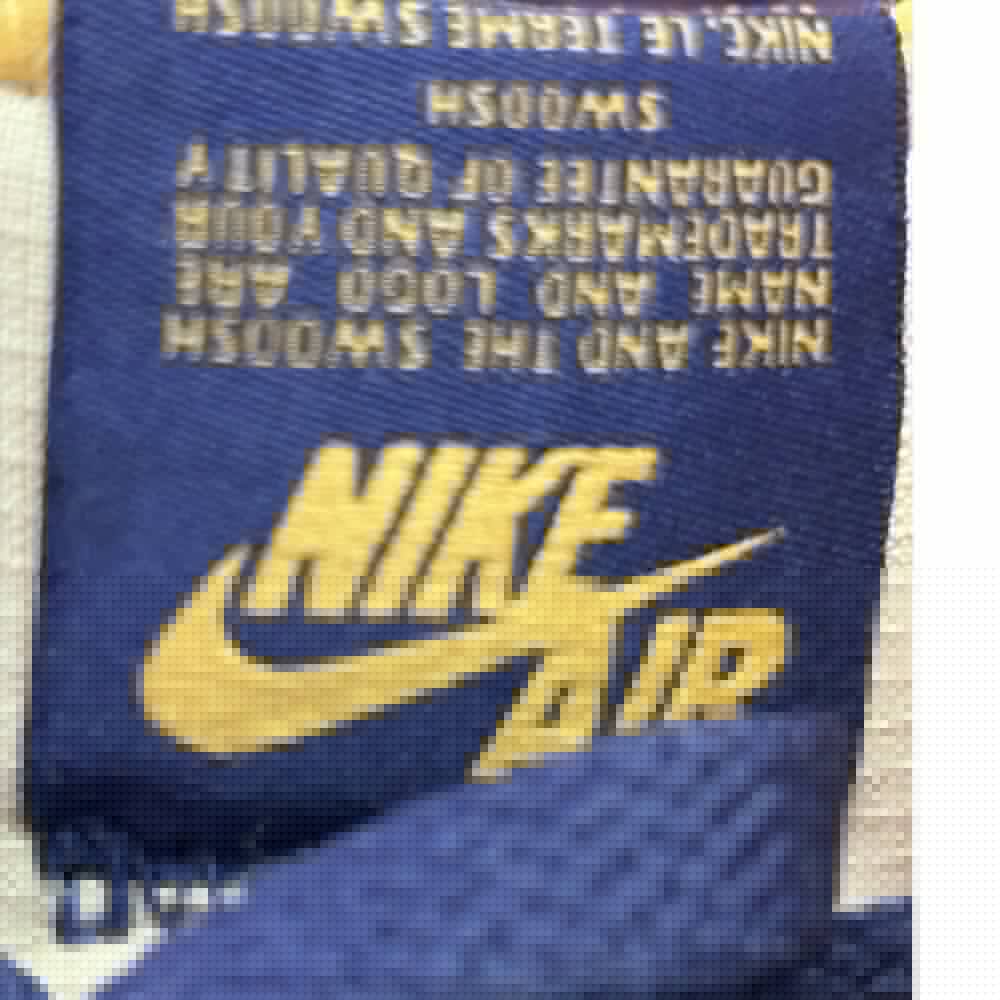 NIKE AND THE SWOOSH
NAME AND LOGO ARE
TRADEMARKS AND YOUR
GUARANTEE OF QUALITY
SWOOSH
NIKE, LE TERME SWOOSH
NIKE
AIR